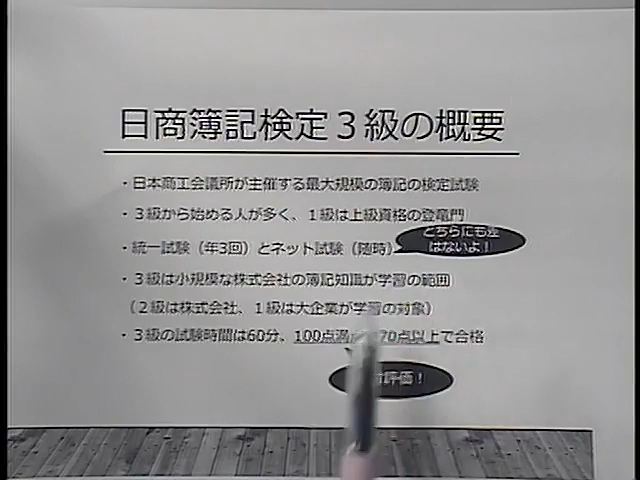 日商簿記検定３級の概要
・日本商工会議所が主催する最大規模の簿記の検定試験
・３級から始める人が多く、１級は上級資格の登竜門
どちらにも差
はないよ！
・統一試験（年3回）とネット試験（随時）
・３級は小規模な株式会社の簿記知識が学習の範囲
（２級は株式会社、１級は大企業が学習の対象）
・３級の試験時間は60分、100点満 70点以上で合格
評価！